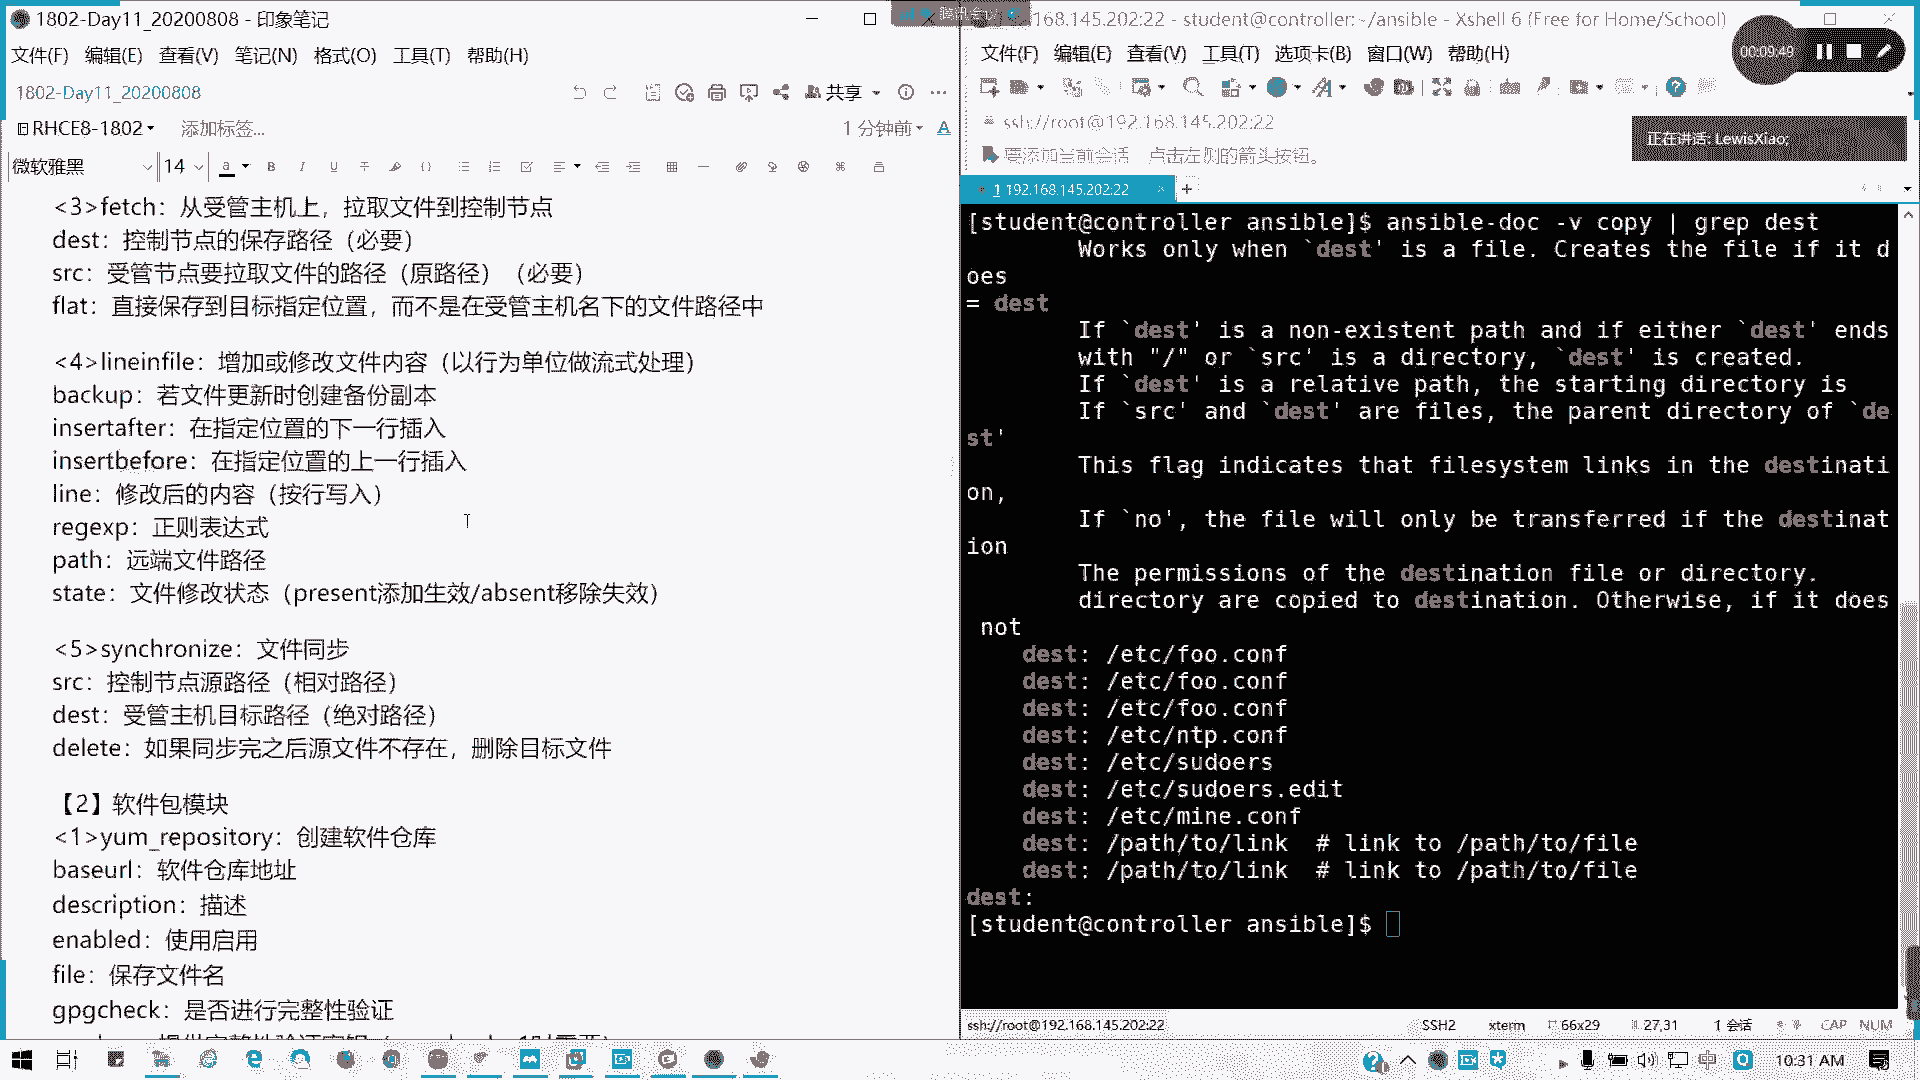 1802-Day11_20200808 - 印象笔记
文件(F) 编辑(E) 查看(V) 笔记(N) 格式(O) 工具(T) 帮助(H)
1802-Day11_20200808
共享
RHCE8-1802
添加标签...
1 分钟前
微软雅黑 14
<3>fetch：从受管主机上，拉取文件到控制节点
dest：控制节点的保存路径（必要）
src：受管节点要拉取文件的路径（原路径）（必要）
flat：直接保存到目标指定位置，而不是在受管主机名下的文件路径中
<4>lineinfile：增加或修改文件内容（以行为单位做流式处理）
backup：若文件更新时创建备份副本
insertafter：在指定位置的下一行插入
insertbefore：在指定位置的上一行插入
line：修改后的内容（按行写入）
regexp：正则表达式
path：远端文件路径
state：文件修改状态（present添加生效/absent移除失效）
<5>synchronize：文件同步
src：控制节点源路径（相对路径）
dest：受管主机目标路径（绝对路径）
delete：如果同步完之后源文件不存在，删除目标文件
【2】软件包模块
<1>yum_repository：创建软件仓库
baseurl：软件仓库地址
description：描述
enabled：使用启用
file：保存文件名
gpgcheck：是否进行完整性验证
腾讯会议
168.145.202:22 - student@controller:~/ansible - Xshell 6 (Free for Home/School)
文件(F) 编辑(E) 查看(V) 工具(T) 选项卡(B) 窗口(W) 帮助(H)
00:09:49
ssh://root@192.168.145.202:22
正在讲话: LewisXiao;
要添加当前会话，点击左侧的箭头按钮。
1 192.168.145.202:22
[student@controller ansible]$ ansible-doc -v copy | grep dest
Works only when `dest' is a file. Creates the file if it d
oes
= dest
If `dest' is a non-existent path and if either `dest' ends
with "/" or `src' is a directory, `dest' is created.
If `dest' is a relative path, the starting directory is
If `src' and `dest' are files, the parent directory of `de
st'
This flag indicates that filesystem links in the destinati
on,
If `no', the file will only be transferred if the destinat
ion
The permissions of the destination file or directory.
directory are copied to destination. Otherwise, if it does
not
dest: /etc/foo.conf
dest: /etc/foo.conf
dest: /etc/foo.conf
dest: /etc/ntp.conf
dest: /etc/sudoers
dest: /etc/sudoers.edit
dest: /etc/mine.conf
dest: /path/to/link  # link to /path/to/file
dest: /path/to/link  # link to /path/to/file
dest:
[student@controller ansible]$
ssh://root@192.168.145.202:22 SSH2 xterm 66x29 27,31 1 会话 CAP NUM
中 10:31 AM